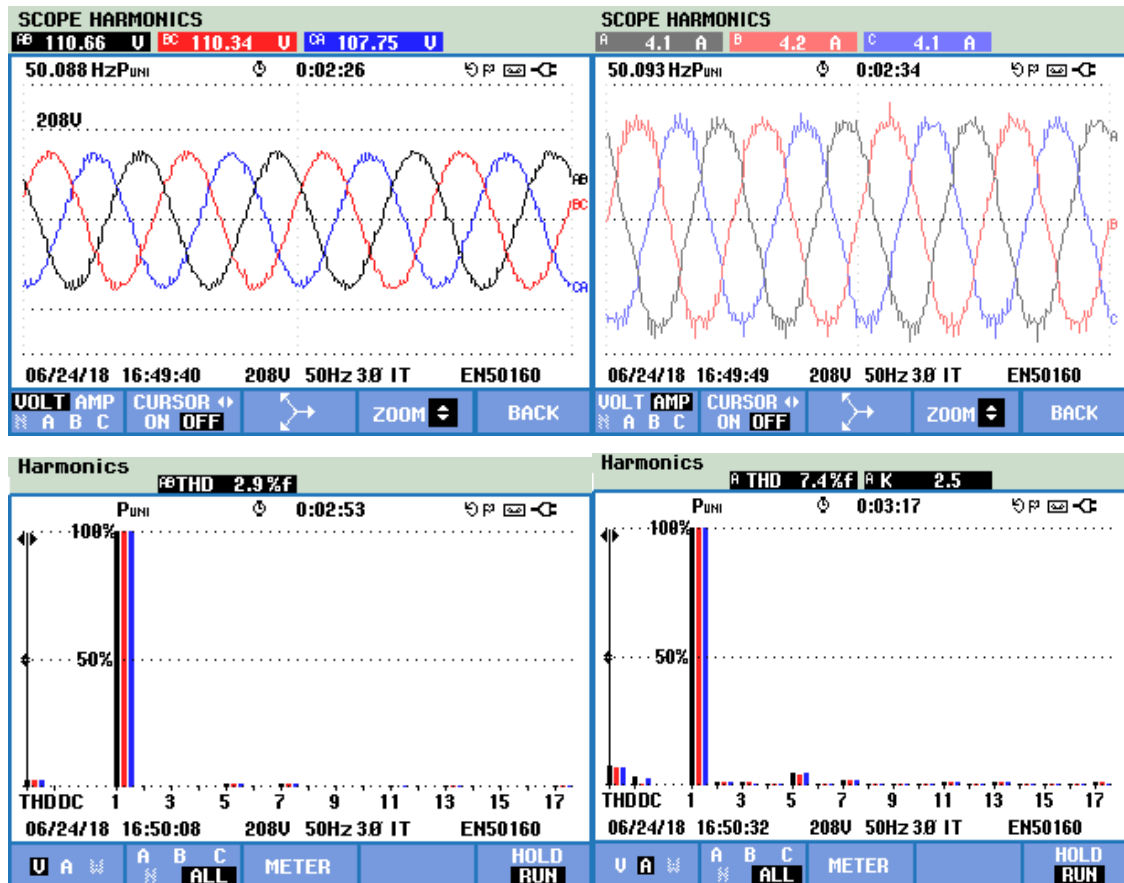 SCOPE HARMONICS
AB 110.66 V BC 110.34 V CA 107.75 V
50.088 Hz PUNI 0:02:26
208V
AB
BC
CA
06/24/18 16:49:40 208V 50Hz 3Ø IT EN50160
VOLT AMP CURSOR ZOOM BACK
N A B C ON OFF
SCOPE HARMONICS
A 4.1 A B 4.2 A C 4.1 A
50.093 Hz PUNI 0:02:34
A
B
C
06/24/18 16:49:49 208V 50Hz 3Ø IT EN50160
VOLT AMP CURSOR ZOOM BACK
N A B C ON OFF
Harmonics
AB THD 2.9 %f
PUNI 0:02:53
100%
50%
THD DC 1 3 5 7 9 11 13 15 17
06/24/18 16:50:08 208V 50Hz 3Ø IT EN50160
V A W A B C METER HOLD
N ALL RUN
Harmonics
A THD 7.4 %f A K 2.5
PUNI 0:03:17
100%
50%
THD DC 1 3 5 7 9 11 13 15 17
06/24/18 16:50:32 208V 50Hz 3Ø IT EN50160
V A W A B C METER HOLD
N ALL RUN